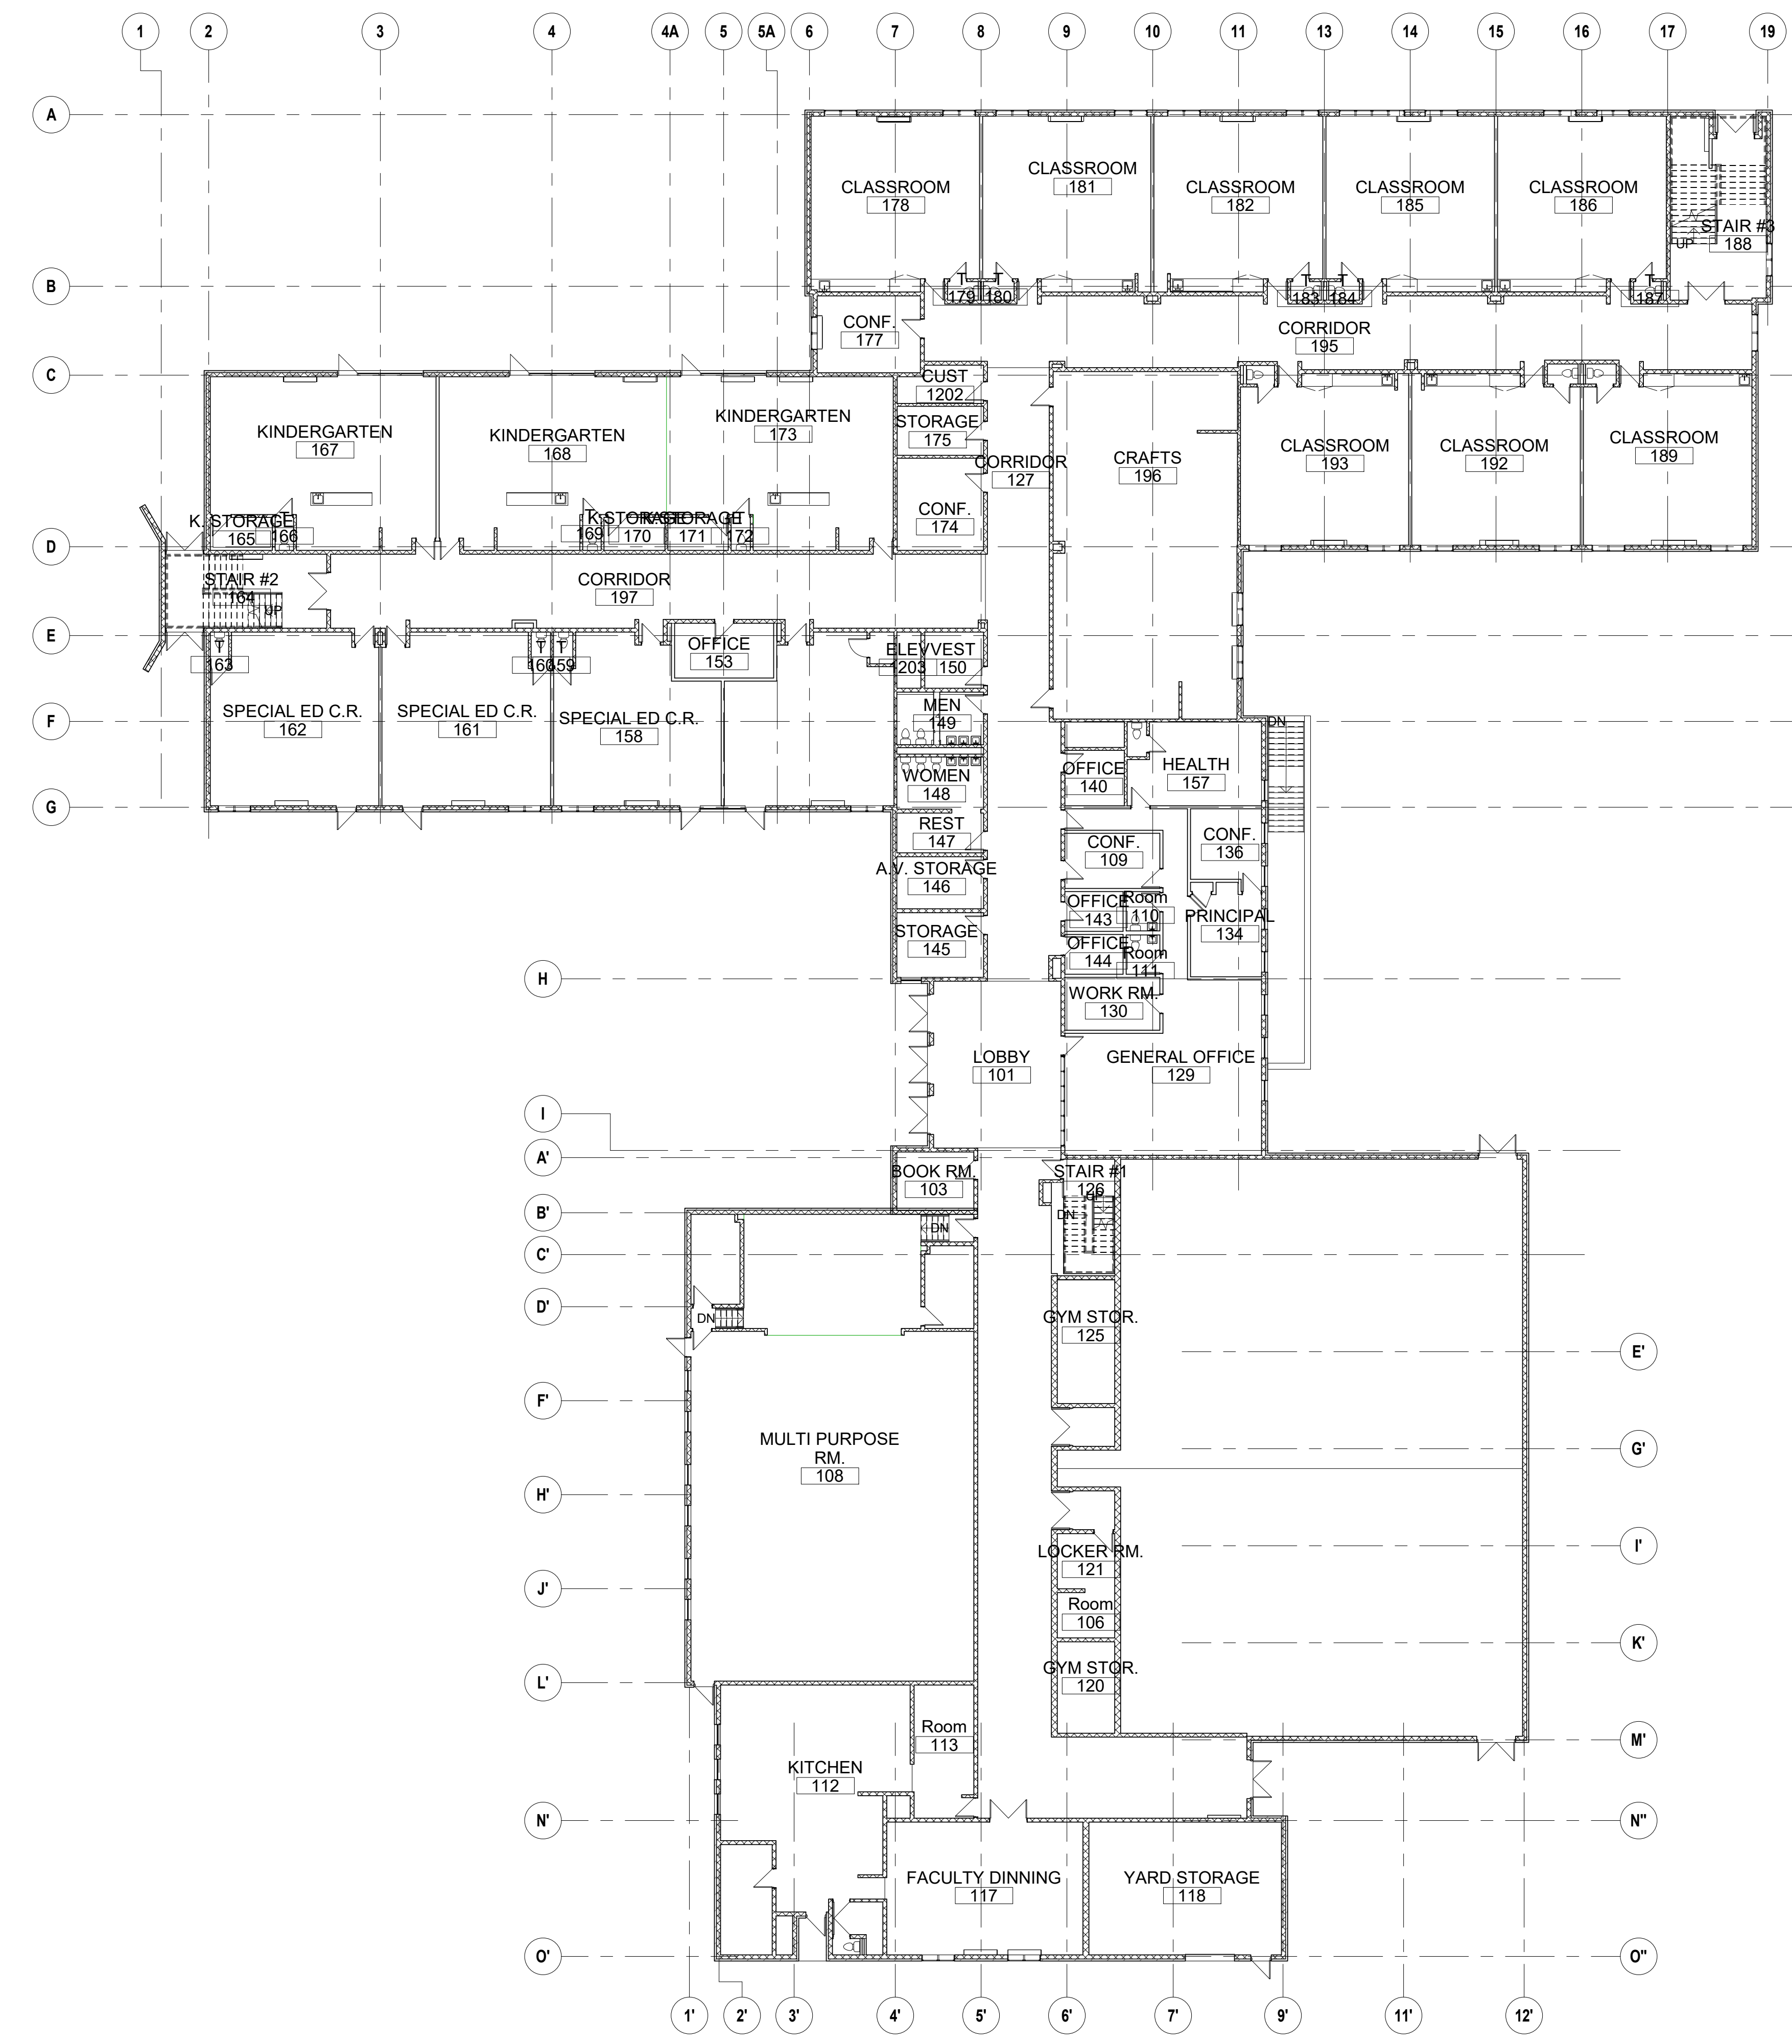 1 2 3 4 4A 5 5A 6 7 8 9 10 11 13 14 15 16 17 19
A
CLASSROOM
178
CLASSROOM
181
CLASSROOM
182
CLASSROOM
185
CLASSROOM
186
STAIR #3
188
UP
B
179
180
183
184
187
CONF.
177
CORRIDOR
195
C
CUST
1202
STORAGE
175
KINDERGARTEN
167
KINDERGARTEN
168
KINDERGARTEN
173
CORRIDOR
127
CRAFTS
196
CLASSROOM
193
CLASSROOM
192
CLASSROOM
189
CONF.
174
K. STORAGE
165
T
166
T
169
K. STORAGE
170
K. STORAGE
171
T
172
D
STAIR #2
164
UP
CORRIDOR
197
E
T
163
T
160
T
159
OFFICE
153
ELEV
1203
VEST
150
F
SPECIAL ED C.R.
162
SPECIAL ED C.R.
161
SPECIAL ED C.R.
158
MEN
149
DN
WOMEN
148
OFFICE
140
HEALTH
157
G
REST
147
CONF.
109
CONF.
136
A.V. STORAGE
146
OFFICE
143
Room
110
PRINCIPAL
134
STORAGE
145
OFFICE
144
Room
111
H
WORK RM.
130
LOBBY
101
GENERAL OFFICE
129
I
A'
BOOK RM.
103
STAIR #1
126
UP
DN
B'
DN
C'
D'
DN
GYM STOR.
125
E'
F'
MULTI PURPOSE
RM.
108
G'
H'
LOCKER RM.
121
I'
J'
Room
106
K'
GYM STOR.
120
L'
Room
113
M'
KITCHEN
112
N'
N"
FACULTY DINNING
117
YARD STORAGE
118
O'
O"
1' 2' 3' 4' 5' 6' 7' 9' 11' 12'